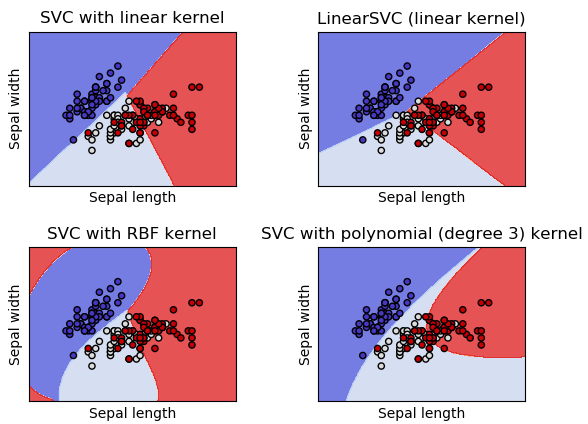 SVC with linear kernel
LinearSVC (linear kernel)
Sepal width
Sepal length
Sepal width
Sepal length
SVC with RBF kernel
SVC with polynomial (degree 3) kernel
Sepal width
Sepal length
Sepal width
Sepal length